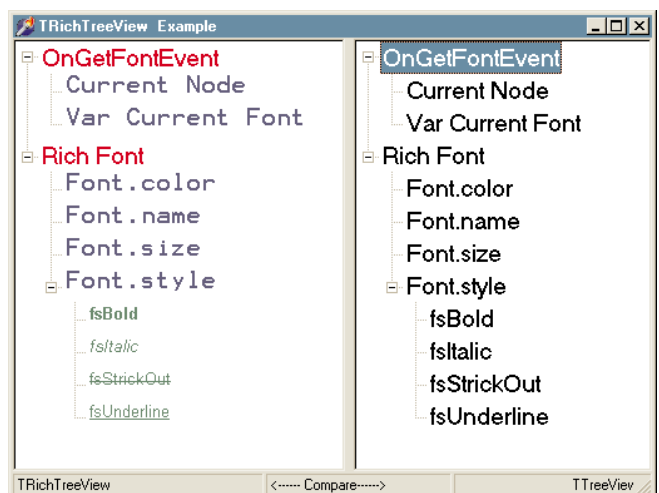 TRichTreeView Example
OnGetFontEvent
Current Node
Var Current Font
Rich Font
Font.color
Font.name
Font.size
Font.style
fsBold
fsItalic
fsStrickOut
fsUnderline
OnGetFontEvent
Current Node
Var Current Font
Rich Font
Font.color
Font.name
Font.size
Font.style
fsBold
fsItalic
fsStrickOut
fsUnderline
TRichTreeView
<------ Compare------>
TTreeViev